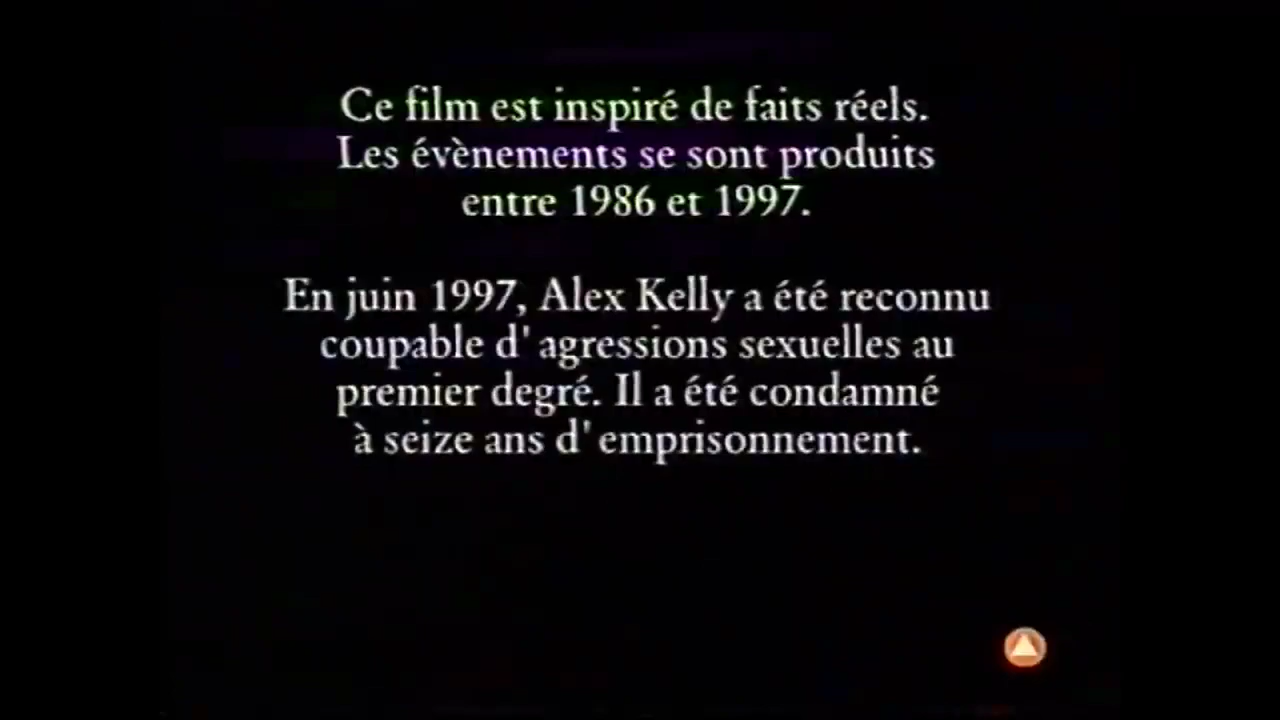 Ce film est inspiré de faits réels.
Les évènements se sont produits
entre 1986 et 1997.
En juin 1997, Alex Kelly a été reconnu
coupable d' agressions sexuelles au
premier degré. Il a été condamné
à seize ans d' emprisonnement.